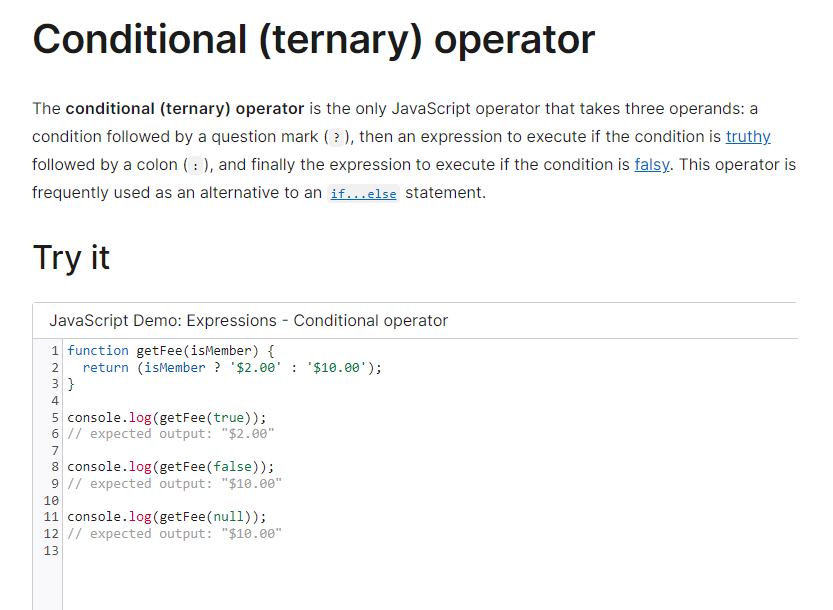 Conditional (ternary) operator
The conditional (ternary) operator is the only JavaScript operator that takes three operands: a
condition followed by a question mark (?), then an expression to execute if the condition is truthy
followed by a colon (:), and finally the expression to execute if the condition is falsy. This operator is
frequently used as an alternative to an if...else statement.
Try it
JavaScript Demo: Expressions - Conditional operator
1 function getFee(isMember) {
2   return (isMember ? '$2.00' : '$10.00');
3 }
4
5 console.log(getFee(true));
6 // expected output: "$2.00"
7
8 console.log(getFee(false));
9 // expected output: "$10.00"
10
11 console.log(getFee(null));
12 // expected output: "$10.00"
13